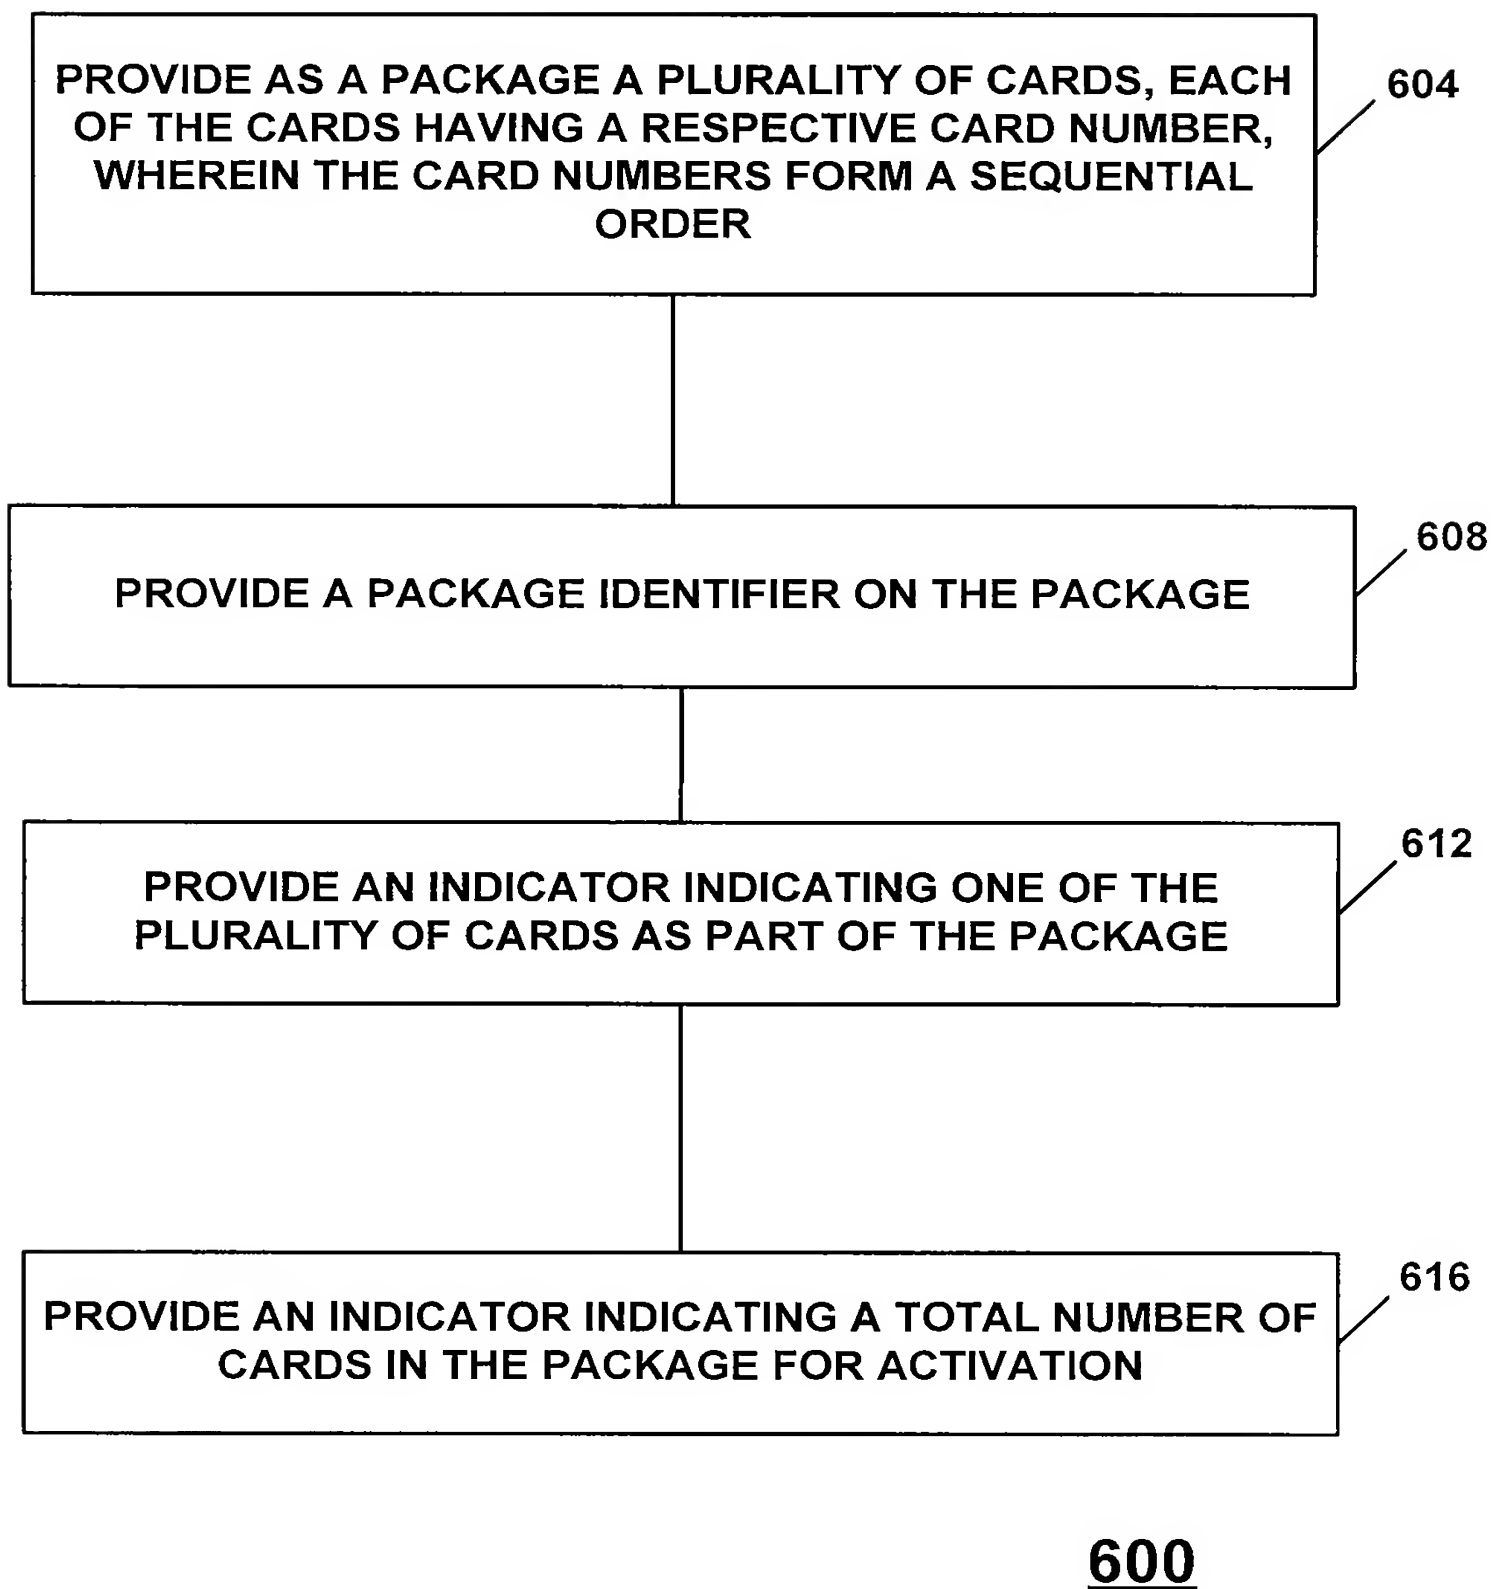 PROVIDE AS A PACKAGE A PLURALITY OF CARDS, EACH
OF THE CARDS HAVING A RESPECTIVE CARD NUMBER,
WHEREIN THE CARD NUMBERS FORM A SEQUENTIAL
ORDER
604
PROVIDE A PACKAGE IDENTIFIER ON THE PACKAGE
608
PROVIDE AN INDICATOR INDICATING ONE OF THE
PLURALITY OF CARDS AS PART OF THE PACKAGE
612
PROVIDE AN INDICATOR INDICATING A TOTAL NUMBER OF
CARDS IN THE PACKAGE FOR ACTIVATION
616
600